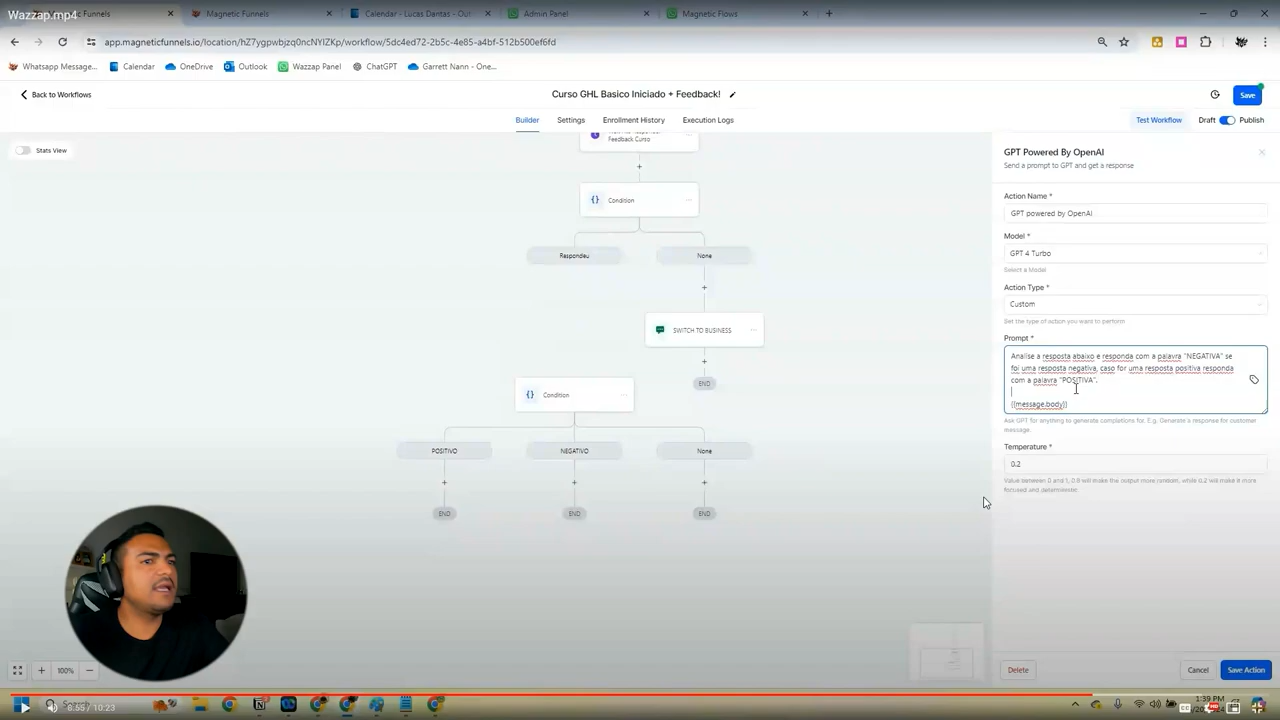 Wazzap.mp4
Magnetic Funnels
Calendar - Lucas Dantas - Out
Admin Panel
Magnetic Flows
app.magneticfunnels.io/location/hZ7ygpwbjzq0ncNYIZKp/workflow/5dc4ed72-2b5c-4e85-a4bf-512b500ef6fd
Whatsapp Message...
Calendar
OneDrive
Outlook
Wazzap Panel
ChatGPT
Garrett Nann - One...
Back to Workflows
Curso GHL Basico Iniciado + Feedback!
Save
Builder
Settings
Enrollment History
Execution Logs
Test Workflow
Draft
Publish
Stats View
Feedback Curso
Condition
Respondeu
None
SWITCH TO BUSINESS
END
Condition
POSITIVO
NEGATIVO
None
END
END
END
100%
GPT Powered By OpenAI
Send a prompt to GPT and get a response
Action Name *
GPT powered by OpenAI
Model *
GPT 4 Turbo
Select a Model
Action Type *
Custom
Set the type of action you want to perform
Prompt *
Analise a resposta abaixo e responda com a palavra "NEGATIVA" se
foi uma resposta negativa, caso for uma resposta positiva responda
com a palavra "POSITIVA".
{{message.body}}
Ask GPT for anything to generate completions for. E.g. Generate a response for customer
message.
Temperature *
0.2
Value between 0 and 1, 0.8 will make the output more random, while 0.2 will make it more
focused and deterministic
Delete
Cancel
Save Action
8:55 / 10:23
1:39 PM